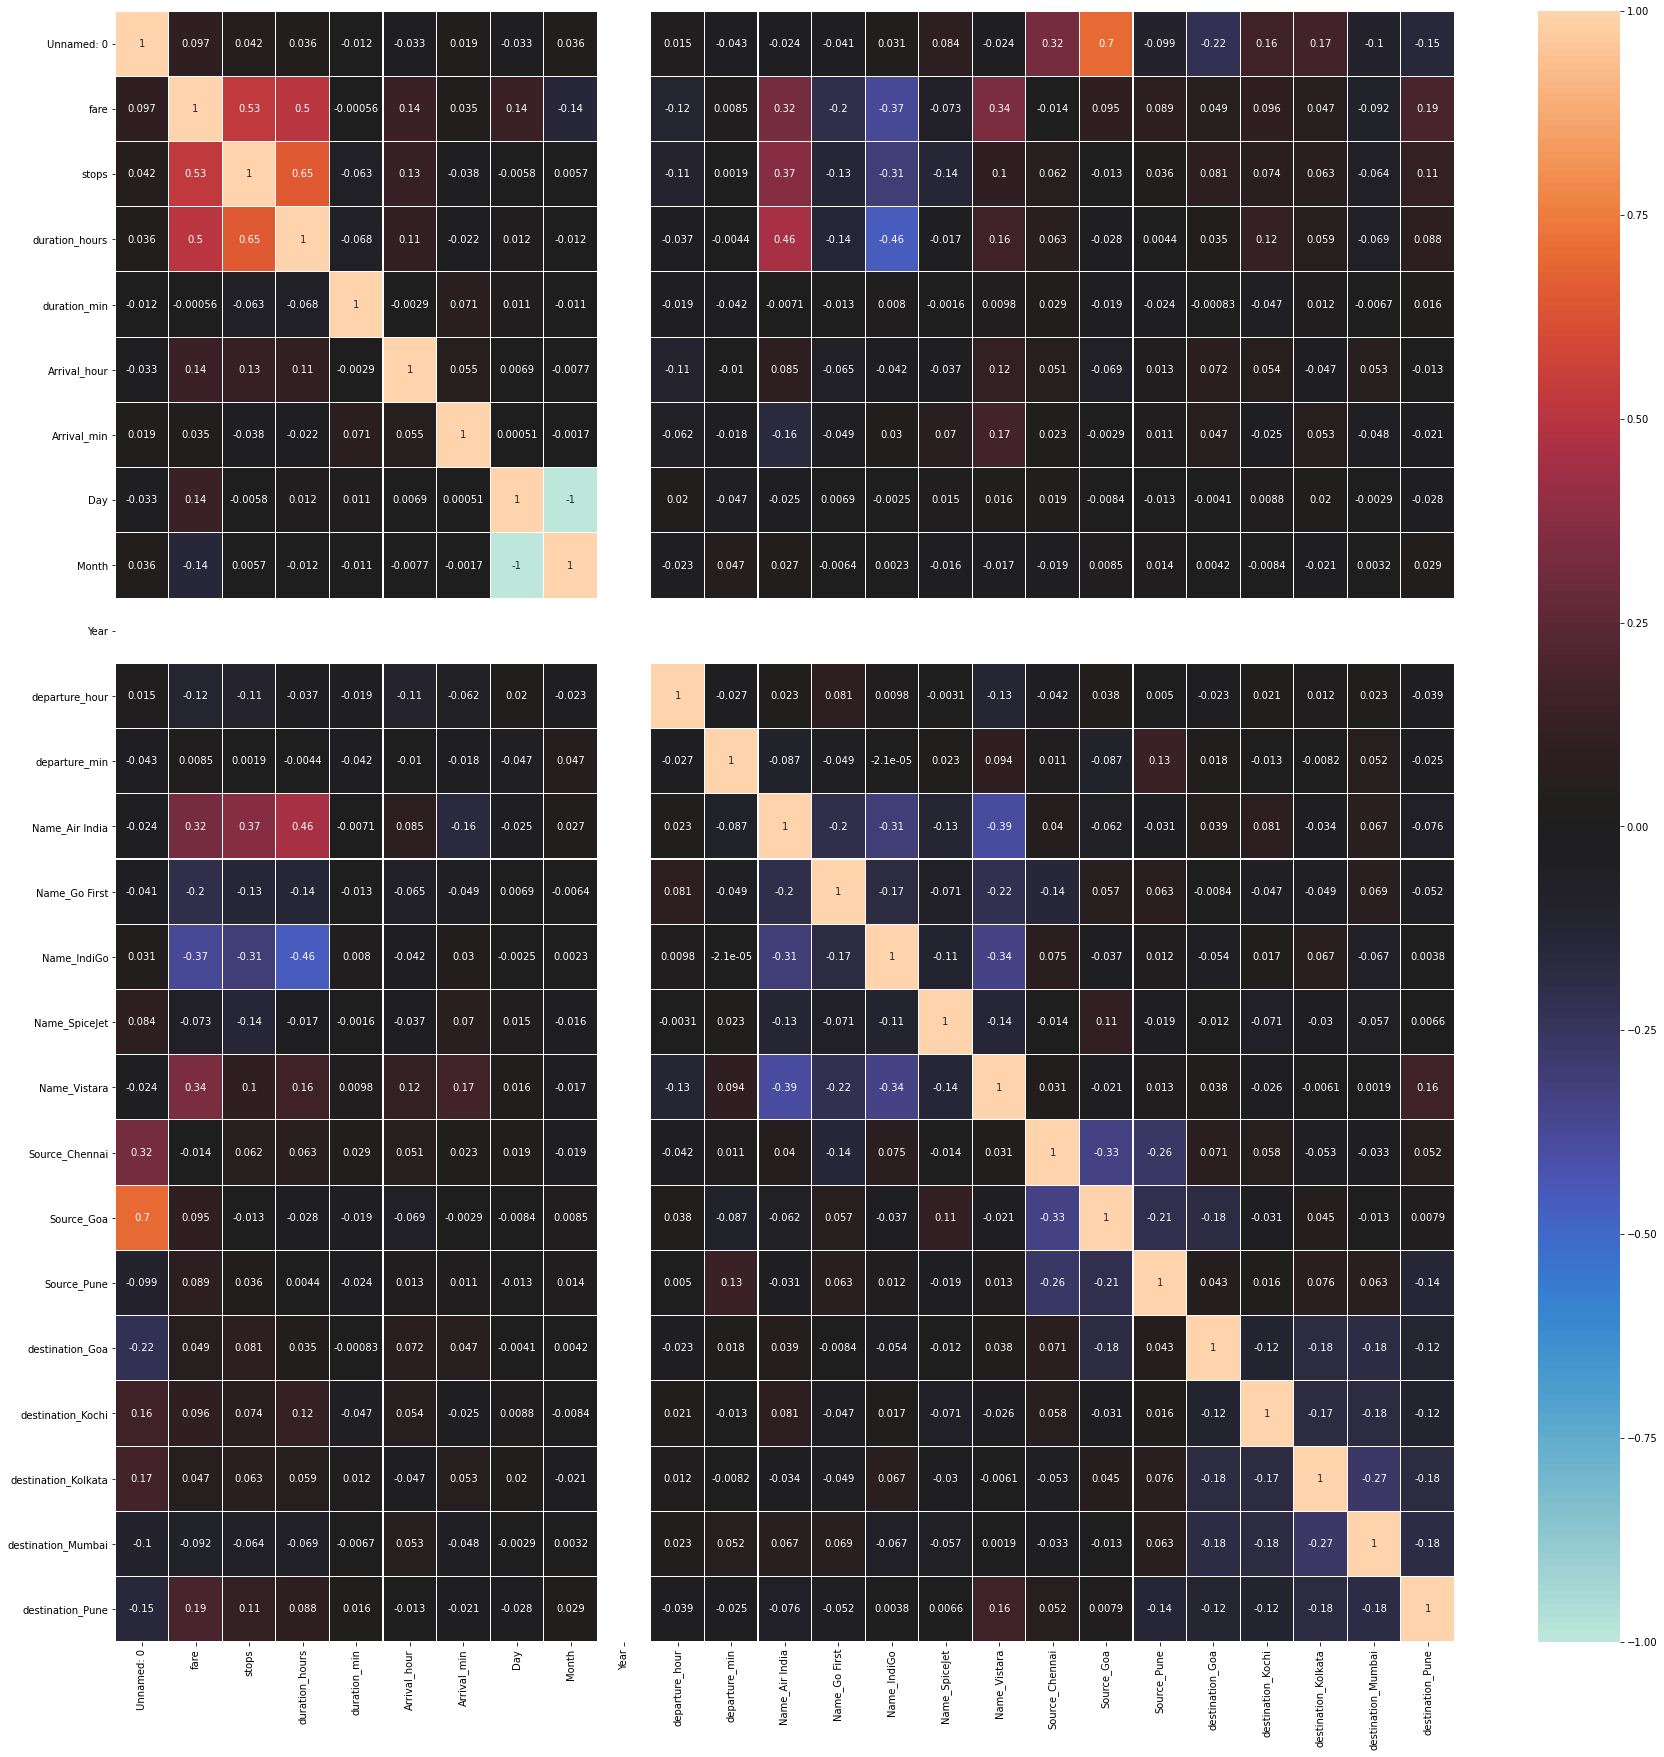 Unnamed: 0 1 0.097 0.042 0.036 -0.012 -0.033 0.019 -0.033 0.036 0.015 -0.043 -0.024 -0.041 0.031 0.084 -0.024 0.32 0.7 -0.099 -0.22 0.16 0.17 -0.1 -0.15
fare 0.097 1 0.53 0.5 -0.00056 0.14 0.035 0.14 -0.14 -0.12 0.0085 0.32 -0.2 -0.37 -0.073 0.34 -0.014 0.095 0.089 0.049 0.096 0.047 -0.092 0.19
stops 0.042 0.53 1 0.65 -0.063 0.13 -0.038 -0.0058 0.0057 -0.11 0.0019 0.37 -0.13 -0.31 -0.14 0.1 0.062 -0.013 0.036 0.081 0.074 0.063 -0.064 0.11
duration_hours 0.036 0.5 0.65 1 -0.068 0.11 -0.022 0.012 -0.012 -0.037 -0.0044 0.46 -0.14 -0.46 -0.017 0.16 0.063 -0.028 0.0044 0.035 0.12 0.059 -0.069 0.088
duration_min -0.012 -0.00056 -0.063 -0.068 1 -0.0029 0.071 0.011 -0.011 -0.019 -0.042 -0.0071 -0.013 0.008 -0.0016 0.0098 0.029 -0.019 -0.024 -0.00083 -0.047 0.012 -0.0067 0.016
Arrival_hour -0.033 0.14 0.13 0.11 -0.0029 1 0.055 0.0069 -0.0077 -0.11 -0.01 0.085 -0.065 -0.042 -0.037 0.12 0.051 -0.069 0.013 0.072 0.054 -0.047 0.053 -0.013
Arrival_min 0.019 0.035 -0.038 -0.022 0.071 0.055 1 0.00051 -0.0017 -0.062 -0.018 -0.16 -0.049 0.03 0.07 0.17 0.023 -0.0029 0.011 0.047 -0.025 0.053 -0.048 -0.021
Day -0.033 0.14 -0.0058 0.012 0.011 0.0069 0.00051 1 -1 0.02 -0.047 -0.025 0.0069 -0.0025 0.015 0.016 0.019 -0.0084 -0.013 -0.0041 0.0088 0.02 -0.0029 -0.028
Month 0.036 -0.14 0.0057 -0.012 -0.011 -0.0077 -0.0017 -1 1 -0.023 0.047 0.027 -0.0064 0.0023 -0.016 -0.017 -0.019 0.0085 0.014 0.0042 -0.0084 -0.021 0.0032 0.029
Year
departure_hour 0.015 -0.12 -0.11 -0.037 -0.019 -0.11 -0.062 0.02 -0.023 1 -0.027 0.023 0.081 0.0098 -0.0031 -0.13 -0.042 0.038 0.005 -0.023 0.021 0.012 0.023 -0.039
departure_min -0.043 0.0085 0.0019 -0.0044 -0.042 -0.01 -0.018 -0.047 0.047 -0.027 1 -0.087 -0.049 -2.1e-05 0.023 0.094 0.011 -0.087 0.13 0.018 -0.013 -0.0082 0.052 -0.025
Name_Air India -0.024 0.32 0.37 0.46 -0.0071 0.085 -0.16 -0.025 0.027 0.023 -0.087 1 -0.2 -0.31 -0.13 -0.39 0.04 -0.062 -0.031 0.039 0.081 -0.034 0.067 -0.076
Name_Go First -0.041 -0.2 -0.13 -0.14 -0.013 -0.065 -0.049 0.0069 -0.0064 0.081 -0.049 -0.2 1 -0.17 -0.071 -0.22 -0.14 0.057 0.063 -0.0084 -0.047 -0.049 0.069 -0.052
Name_IndiGo 0.031 -0.37 -0.31 -0.46 0.008 -0.042 0.03 -0.0025 0.0023 0.0098 -2.1e-05 -0.31 -0.17 1 -0.11 -0.34 0.075 -0.037 0.012 -0.054 0.017 0.067 -0.067 0.0038
Name_SpiceJet 0.084 -0.073 -0.14 -0.017 -0.0016 -0.037 0.07 0.015 -0.016 -0.0031 0.023 -0.13 -0.071 -0.11 1 -0.14 -0.014 0.11 -0.019 -0.012 -0.071 -0.03 -0.057 0.0066
Name_Vistara -0.024 0.34 0.1 0.16 0.0098 0.12 0.17 0.016 -0.017 -0.13 0.094 -0.39 -0.22 -0.34 -0.14 1 0.031 -0.021 0.013 0.038 -0.026 -0.0061 0.0019 0.16
Source_Chennai 0.32 -0.014 0.062 0.063 0.029 0.051 0.023 0.019 -0.019 -0.042 0.011 0.04 -0.14 0.075 -0.014 0.031 1 -0.33 -0.26 0.071 0.058 -0.053 -0.033 0.052
Source_Goa 0.7 0.095 -0.013 -0.028 -0.019 -0.069 -0.0029 -0.0084 0.0085 0.038 -0.087 -0.062 0.057 -0.037 0.11 -0.021 -0.33 1 -0.21 -0.18 -0.031 0.045 -0.013 0.0079
Source_Pune -0.099 0.089 0.036 0.0044 -0.024 0.013 0.011 -0.013 0.014 0.005 0.13 -0.031 0.063 0.012 -0.019 0.013 -0.26 -0.21 1 0.043 0.016 0.076 0.063 -0.14
destination_Goa -0.22 0.049 0.081 0.035 -0.00083 0.072 0.047 -0.0041 0.0042 -0.023 0.018 0.039 -0.0084 -0.054 -0.012 0.038 0.071 -0.18 0.043 1 -0.12 -0.18 -0.18 -0.12
destination_Kochi 0.16 0.096 0.074 0.12 -0.047 0.054 -0.025 0.0088 -0.0084 0.021 -0.013 0.081 -0.047 0.017 -0.071 -0.026 0.058 -0.031 0.016 -0.12 1 -0.17 -0.18 -0.12
destination_Kolkata 0.17 0.047 0.063 0.059 0.012 -0.047 0.053 0.02 -0.021 0.012 -0.0082 -0.034 -0.049 0.067 -0.03 -0.0061 -0.053 0.045 0.076 -0.18 -0.17 1 -0.27 -0.18
destination_Mumbai -0.1 -0.092 -0.064 -0.069 -0.0067 0.053 -0.048 -0.0029 0.0032 0.023 0.052 0.067 0.069 -0.067 -0.057 0.0019 -0.033 -0.013 0.063 -0.18 -0.18 -0.27 1 -0.18
destination_Pune -0.15 0.19 0.11 0.088 0.016 -0.013 -0.021 -0.028 0.029 -0.039 -0.025 -0.076 -0.052 0.0038 0.0066 0.16 0.052 0.0079 -0.14 -0.12 -0.12 -0.18 -0.18 1
Unnamed: 0
fare
stops
duration_hours
duration_min
Arrival_hour
Arrival_min
Day
Month
Year
departure_hour
departure_min
Name_Air India
Name_Go First
Name_IndiGo
Name_SpiceJet
Name_Vistara
Source_Chennai
Source_Goa
Source_Pune
destination_Goa
destination_Kochi
destination_Kolkata
destination_Mumbai
destination_Pune
1.00
0.75
0.50
0.25
0.00
−0.25
−0.50
−0.75
−1.00